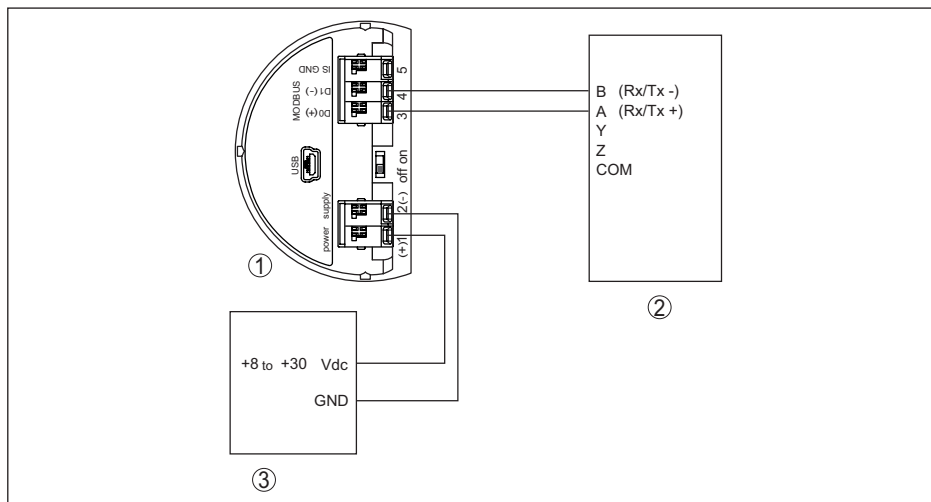 IS GND
MODBUS
D1(-)
D0(+)
5
4
3
USB
off on
power supply
2(-)
(+)1
1
B (Rx/Tx -)
A (Rx/Tx +)
Y
Z
COM
2
+8 to +30 Vdc
GND
3